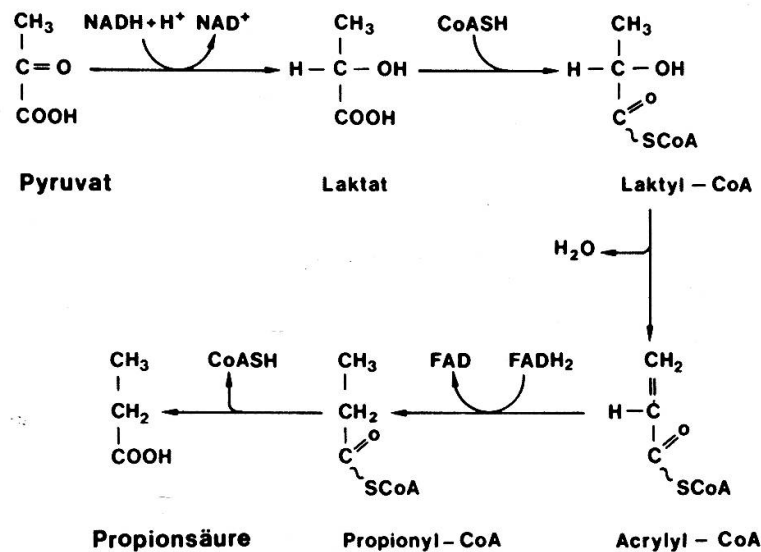 CH₃ NADH+H⁺ NAD⁺ CH₃ CoASH CH₃
C=O H-C-OH H-C-OH
COOH COOH C=O
SCoA
Pyruvat Laktat Laktyl-CoA
H₂O
CH₃ CoASH CH₃ FAD FADH₂ CH₂
CH₂ CH₂ H-C
COOH C=O C=O
SCoA SCoA
Propionsäure Propionyl-CoA Acrylyl-CoA